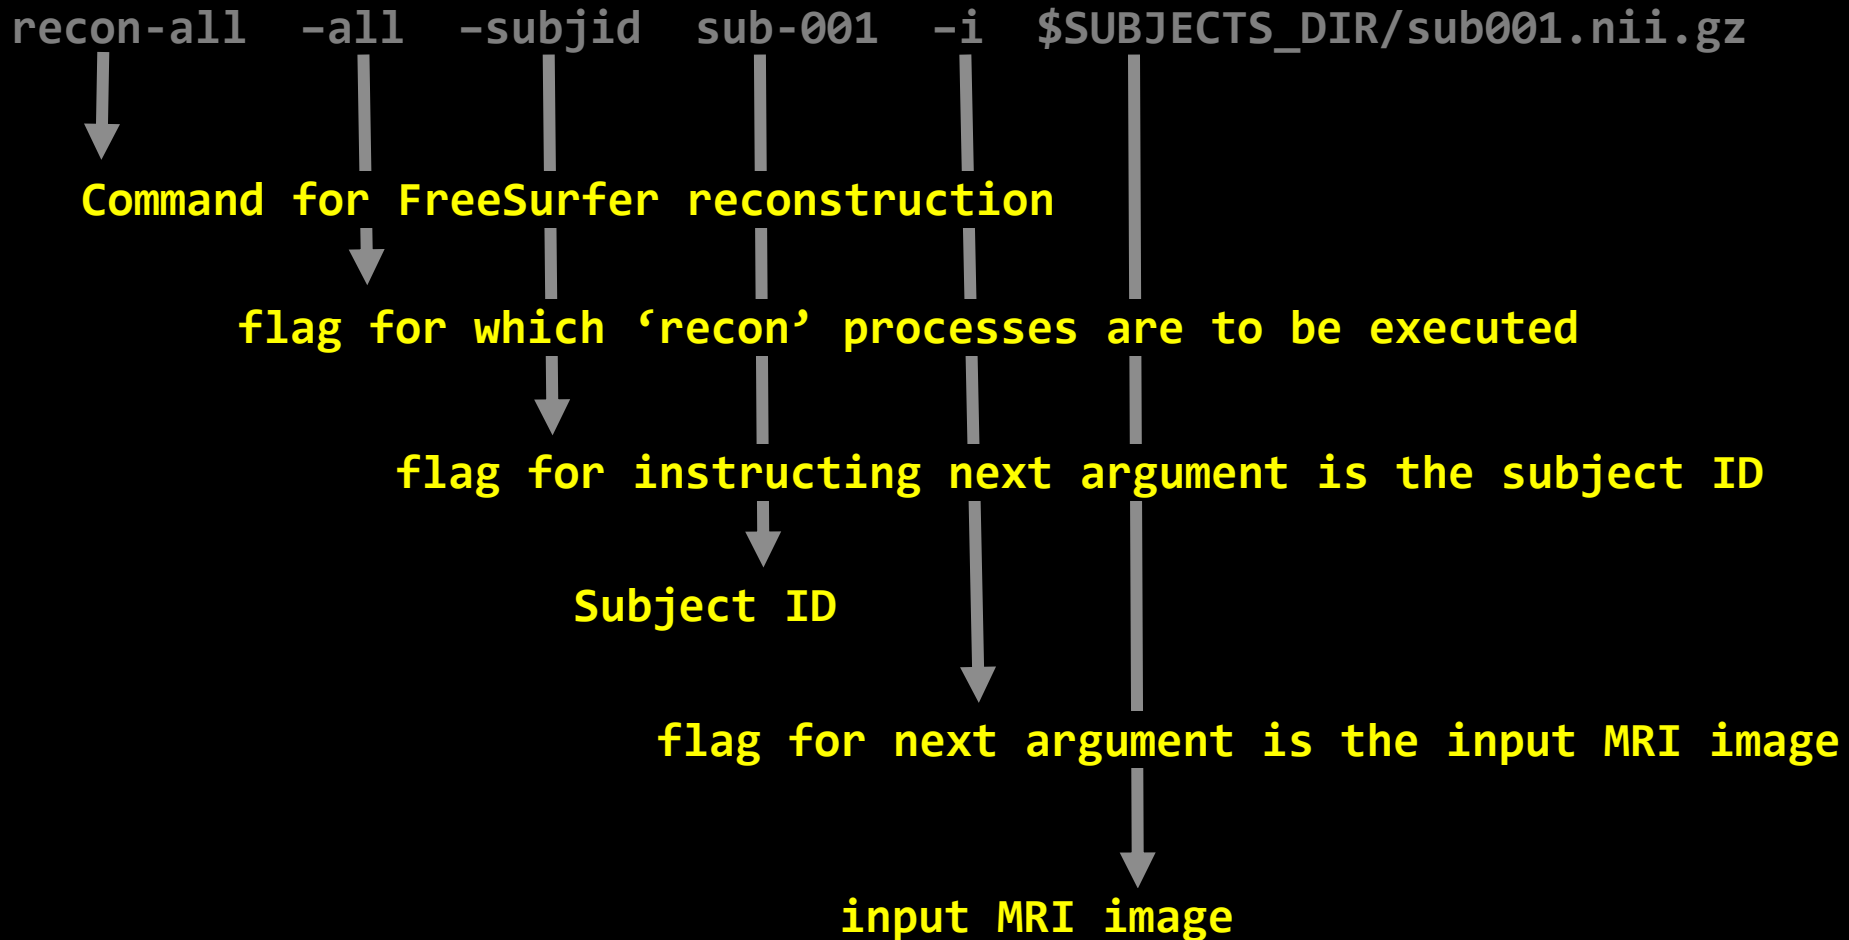 recon-all –all –subjid sub-001 –i $SUBJECTS_DIR/sub001.nii.gz
Command for FreeSurfer reconstruction
flag for which ‘recon’ processes are to be executed
flag for instructing next argument is the subject ID
Subject ID
flag for next argument is the input MRI image
input MRI image